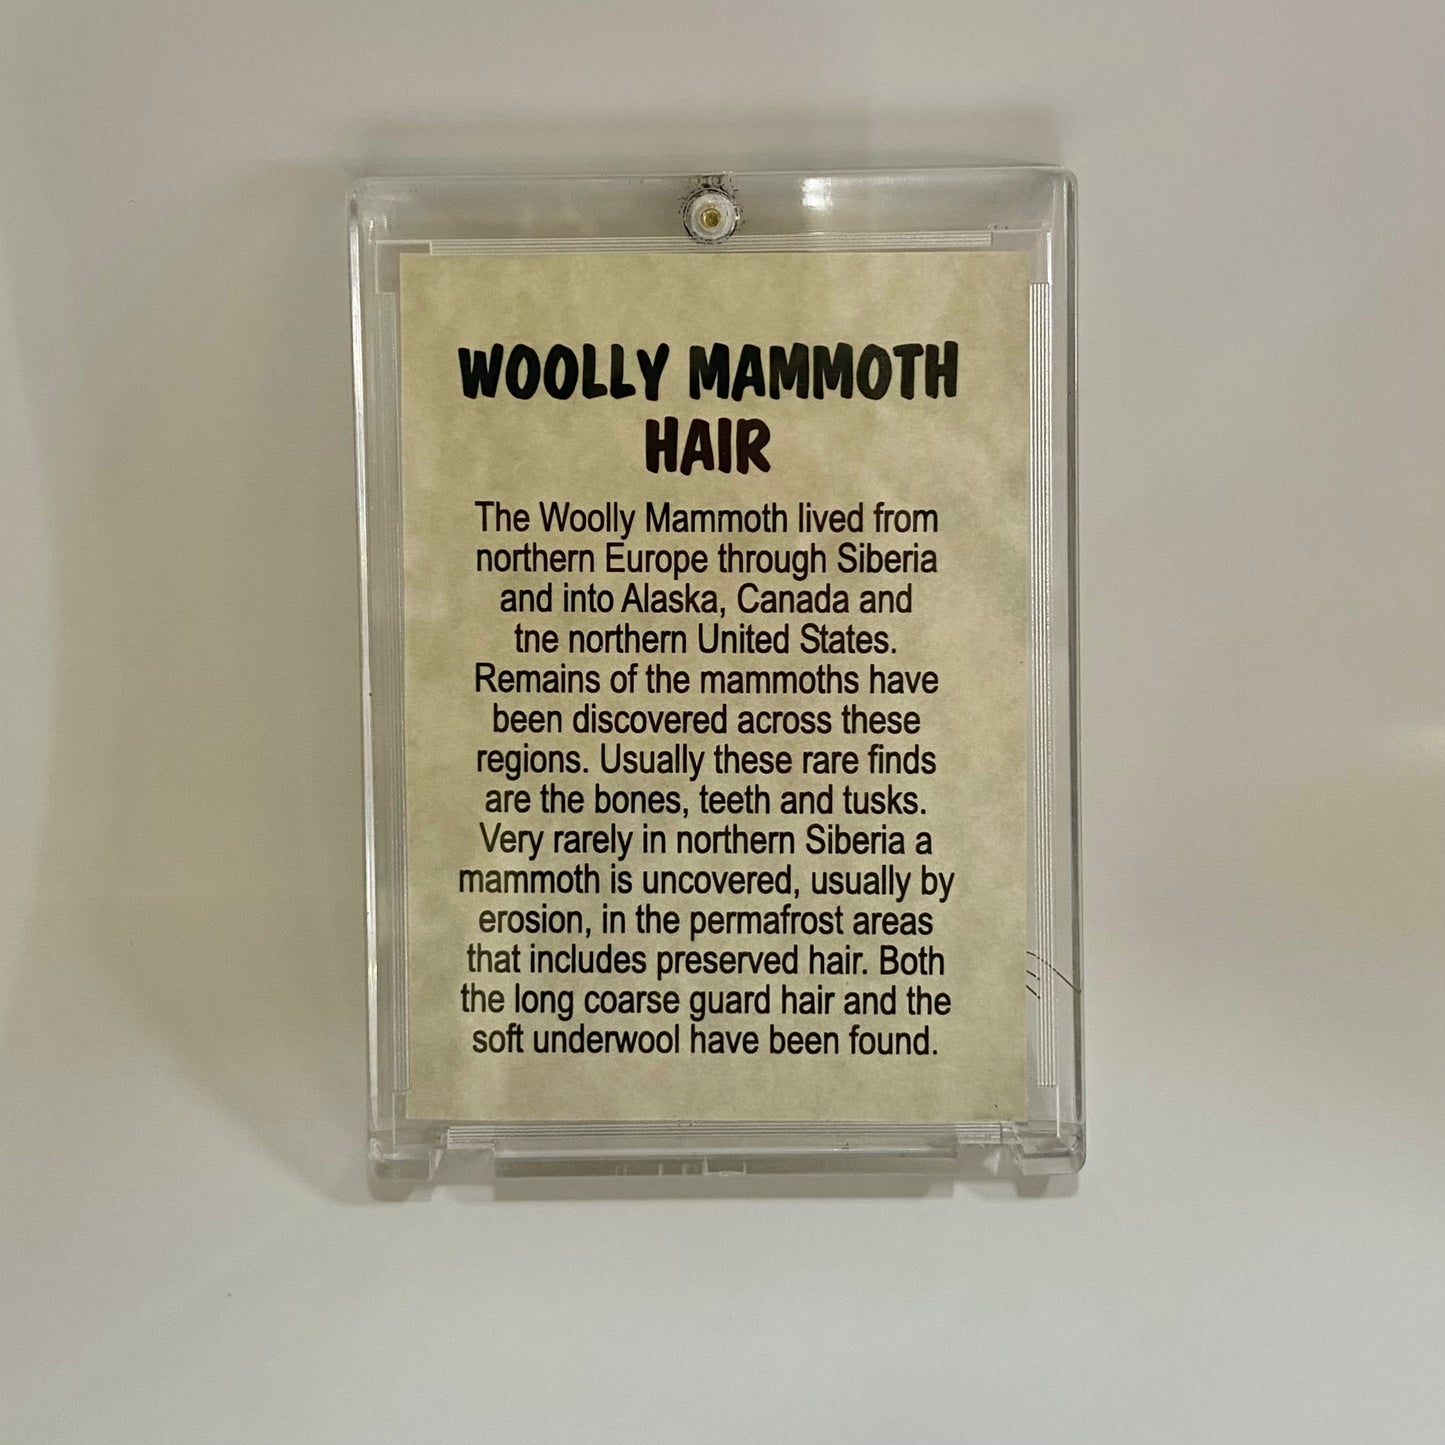 WOOLLY MAMMOTH
HAIR
The Woolly Mammoth lived from
northern Europe through Siberia
and into Alaska, Canada and
tne northern United States.
Remains of the mammoths have
been discovered across these
regions. Usually these rare finds
are the bones, teeth and tusks.
Very rarely in northern Siberia a
mammoth is uncovered, usually by
erosion, in the permafrost areas
that includes preserved hair. Both
the long coarse guard hair and the
soft underwool have been found.